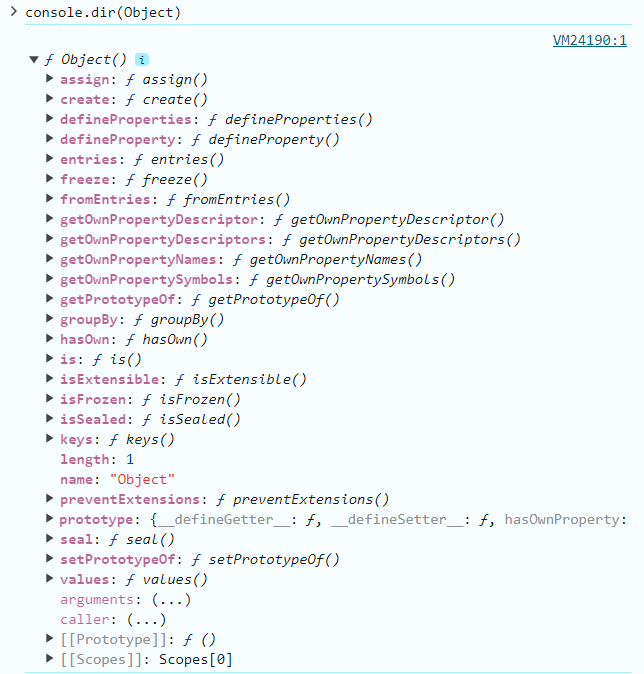 > console.dir(Object)
VM24190:1
▼ ƒ Object() i
▶ assign: ƒ assign()
▶ create: ƒ create()
▶ defineProperties: ƒ defineProperties()
▶ defineProperty: ƒ defineProperty()
▶ entries: ƒ entries()
▶ freeze: ƒ freeze()
▶ fromEntries: ƒ fromEntries()
▶ getOwnPropertyDescriptor: ƒ getOwnPropertyDescriptor()
▶ getOwnPropertyDescriptors: ƒ getOwnPropertyDescriptors()
▶ getOwnPropertyNames: ƒ getOwnPropertyNames()
▶ getOwnPropertySymbols: ƒ getOwnPropertySymbols()
▶ getPrototypeOf: ƒ getPrototypeOf()
▶ groupBy: ƒ groupBy()
▶ hasOwn: ƒ hasOwn()
▶ is: ƒ is()
▶ isExtensible: ƒ isExtensible()
▶ isFrozen: ƒ isFrozen()
▶ isSealed: ƒ isSealed()
▶ keys: ƒ keys()
length: 1
name: "Object"
▶ preventExtensions: ƒ preventExtensions()
▶ prototype: {__defineGetter__: ƒ, __defineSetter__: ƒ, hasOwnProperty:
▶ seal: ƒ seal()
▶ setPrototypeOf: ƒ setPrototypeOf()
▶ values: ƒ values()
arguments: (...)
caller: (...)
▶ [[Prototype]]: ƒ ()
▶ [[Scopes]]: Scopes[0]